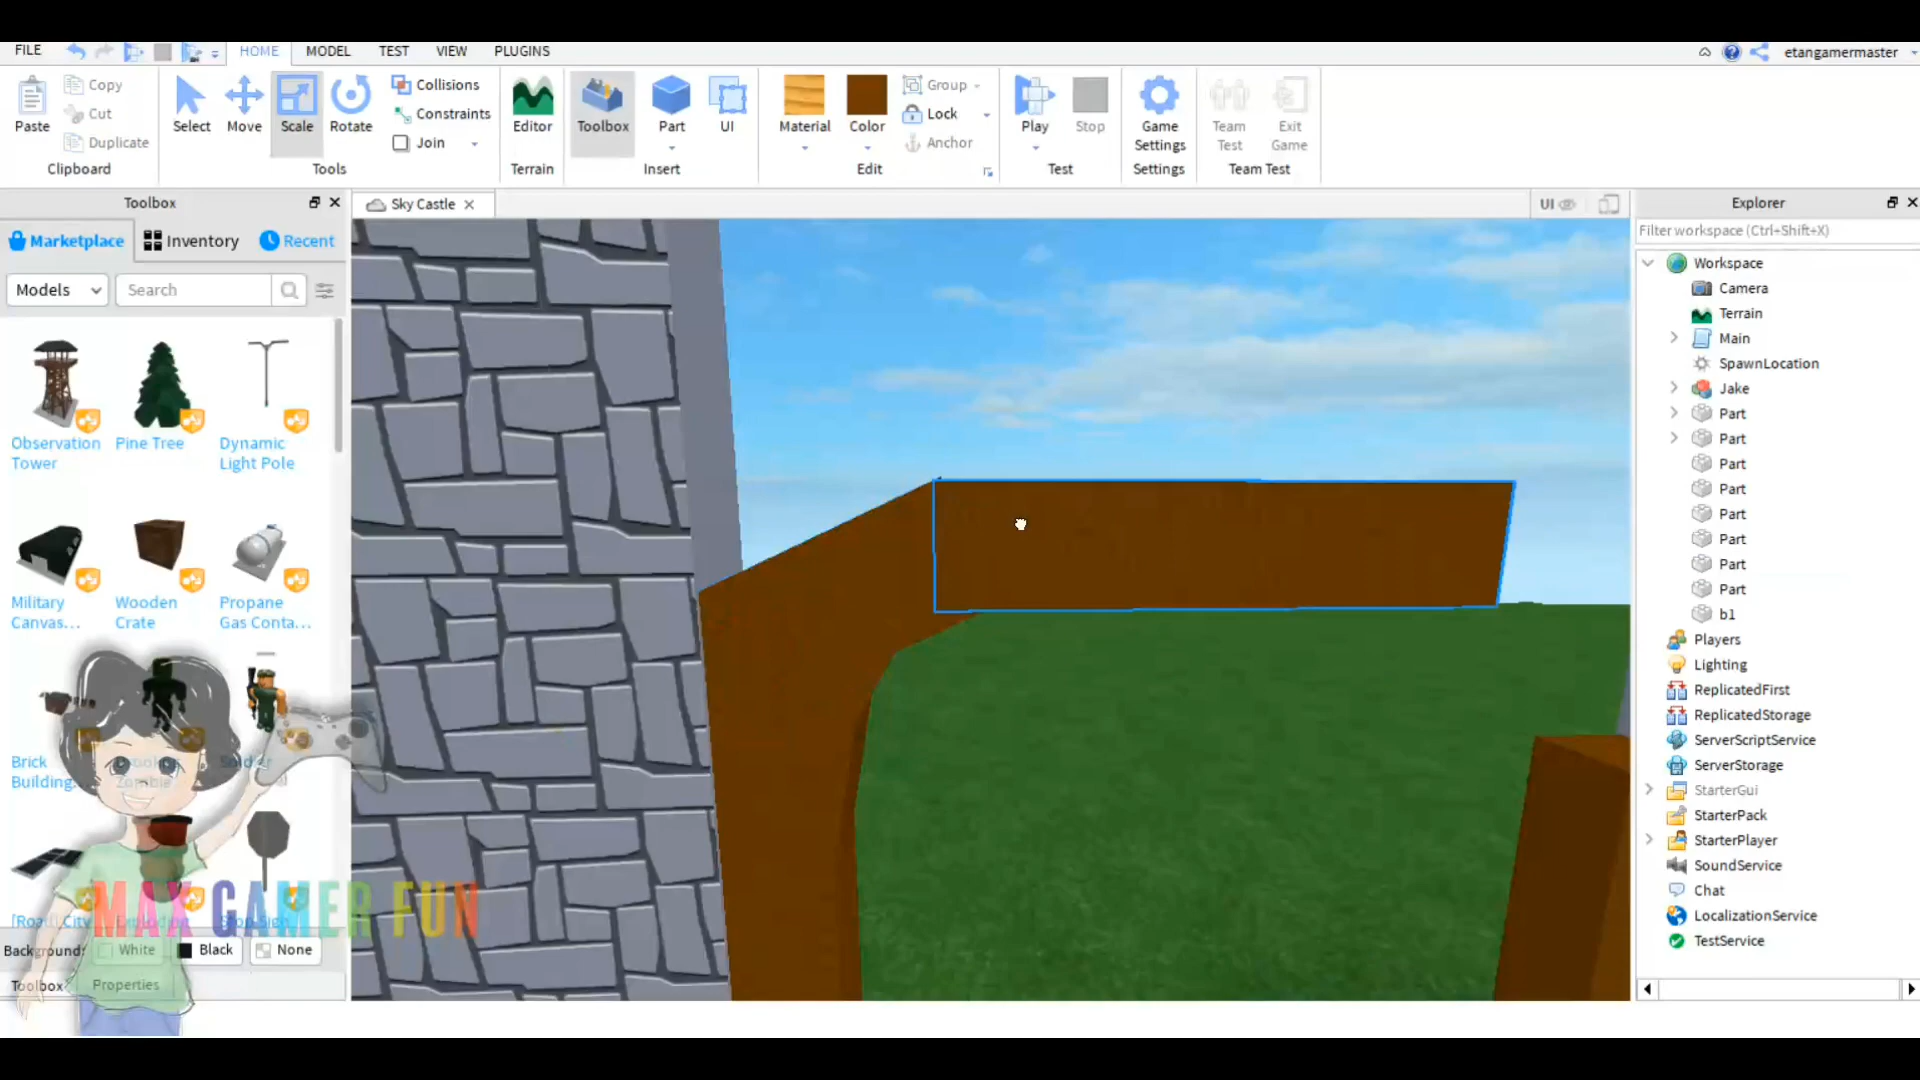 FILE HOME MODEL TEST VIEW PLUGINS etangamermaster
Paste Copy Cut Duplicate Select Move Scale Rotate Collisions Constraints Join Editor Toolbox Part UI Material Color Group Lock Anchor Play Stop Game Settings Team Test Exit Game
Clipboard Tools Terrain Insert Edit Test Settings Team Test
Toolbox Sky Castle UI Explorer
Marketplace Inventory Recent
Filter workspace (Ctrl+Shift+X)
Models Search
Observation Tower
Pine Tree
Dynamic Light Pole
Military Canvas...
Wooden Crate
Propane Gas Conta...
Brick Building
MAX GAMER FUN
Background: White Black None
Toolbox Properties
Workspace
Camera
Terrain
Main
SpawnLocation
Jake
Part
Part
Part
Part
Part
Part
Part
Part
b1
Players
Lighting
ReplicatedFirst
ReplicatedStorage
ServerScriptService
ServerStorage
StarterGui
StarterPack
StarterPlayer
SoundService
Chat
LocalizationService
TestService